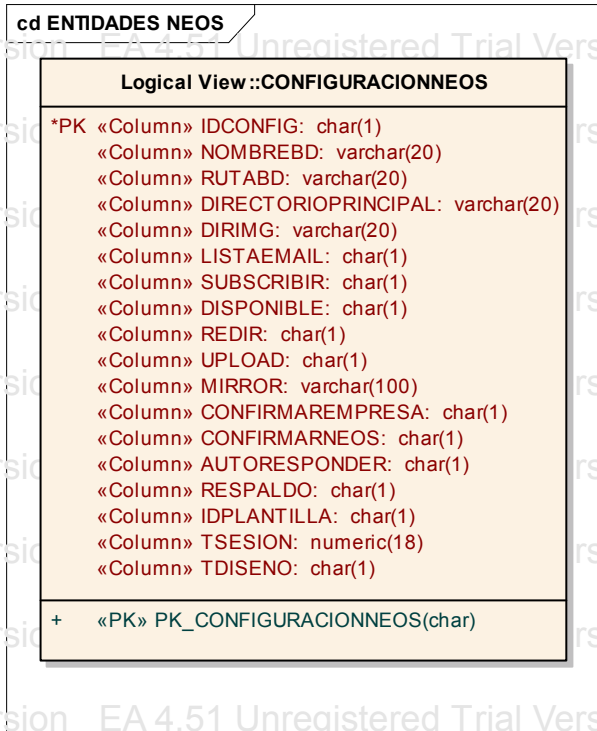 cd ENTIDADES NEOS
EA 4.51 Unregistered Trial Vers
Logical View::CONFIGURACIONNEOS
*PK «Column» IDCONFIG: char(1)
«Column» NOMBREBD: varchar(20)
«Column» RUTABD: varchar(20)
«Column» DIRECTORIOPRINCIPAL: varchar(20)
«Column» DIRIMG: varchar(20)
«Column» LISTAEMAIL: char(1)
«Column» SUBSCRIBIR: char(1)
«Column» DISPONIBLE: char(1)
«Column» REDIR: char(1)
«Column» UPLOAD: char(1)
«Column» MIRROR: varchar(100)
«Column» CONFIRMAREMPRESA: char(1)
«Column» CONFIRMARNEOS: char(1)
«Column» AUTORESPONDER: char(1)
«Column» RESPALDO: char(1)
«Column» IDPLANTILLA: char(1)
«Column» TSESION: numeric(18)
«Column» TDISENO: char(1)
+ «PK» PK_CONFIGURACIONNEOS(char)
sion EA 4.51 Unregistered Trial Vers